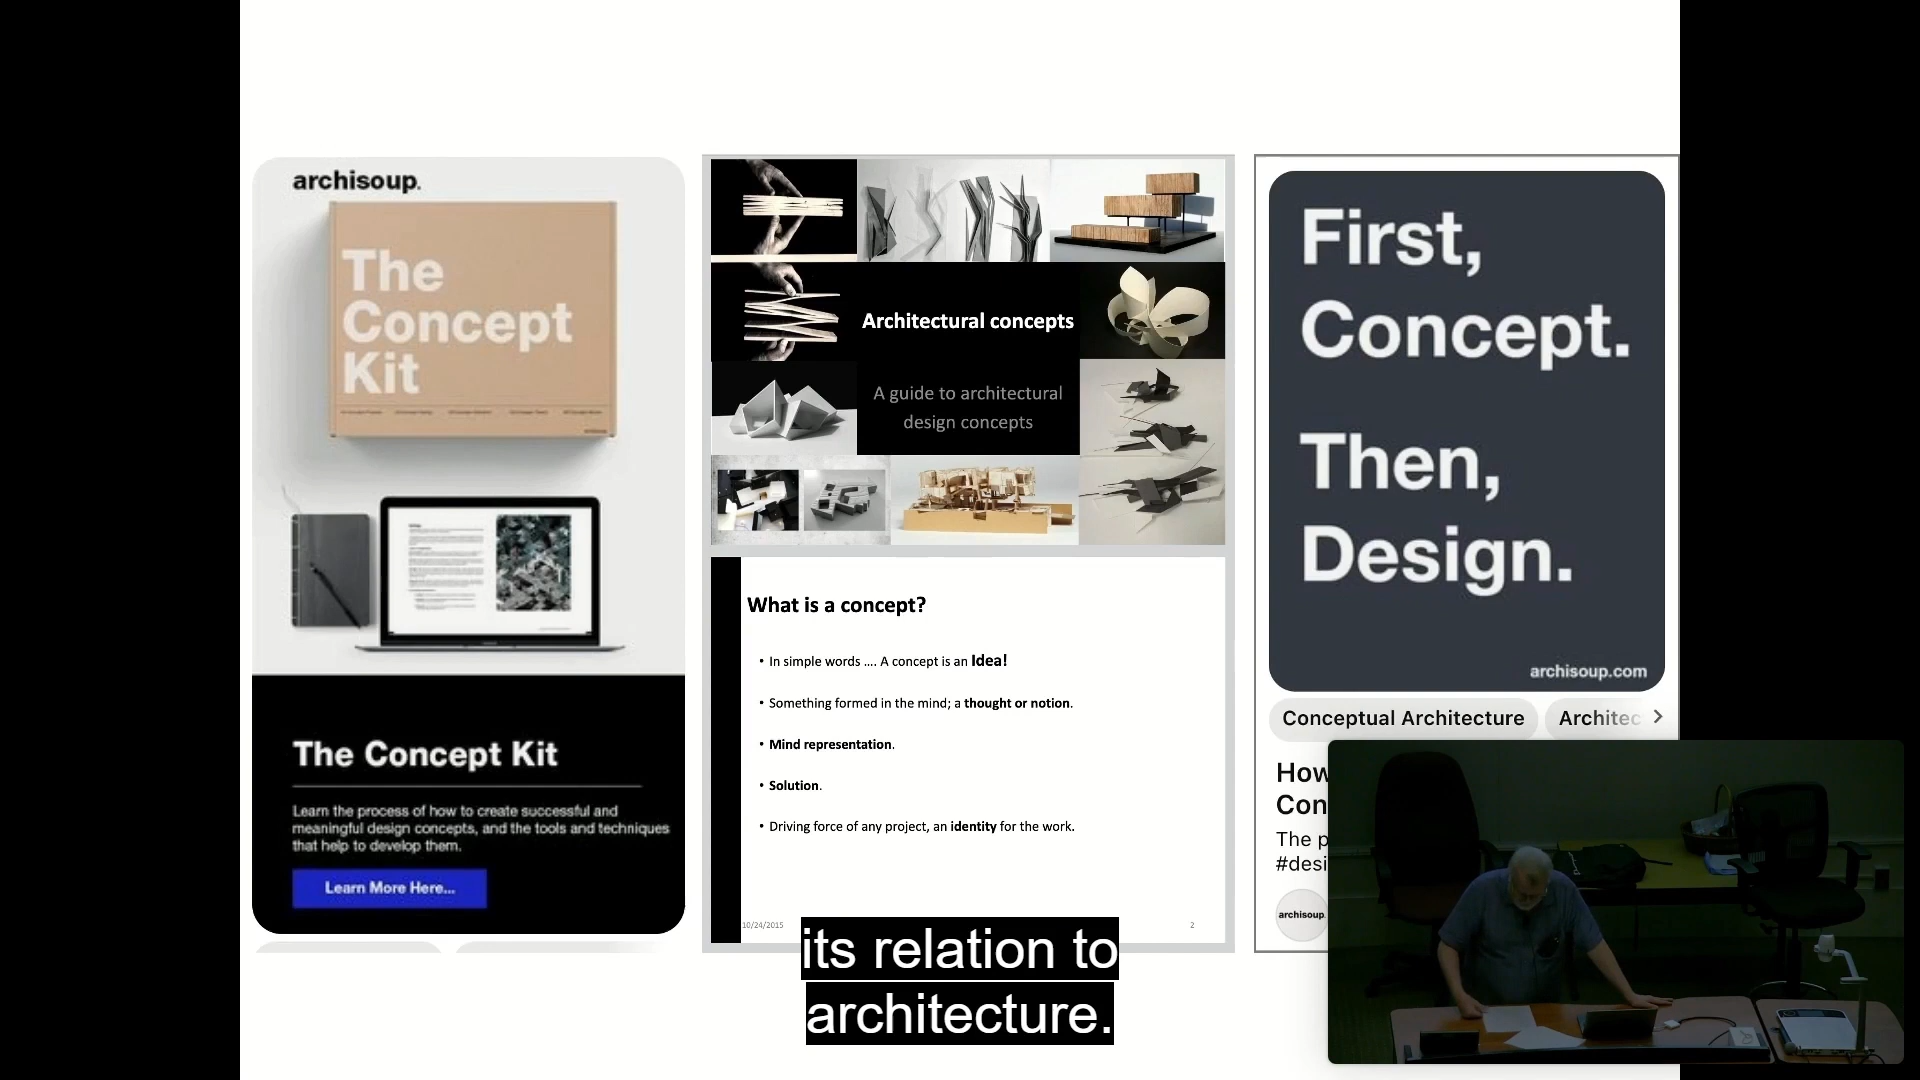 archisoup.
The
Concept
Kit
The Concept Kit
Learn the process of how to create successful and
meaningful design concepts, and the tools and techniques
that help to develop them.
Learn More Here...
Architectural concepts
A guide to architectural
design concepts
What is a concept?
• In simple words .... A concept is an Idea!
• Something formed in the mind; a thought or notion.
• Mind representation.
• Solution.
• Driving force of any project, an identity for the work.
10/24/2015
2
First,
Concept.
Then,
Design.
archisoup.com
Conceptual Architecture
Architec
How
Con
The p
#desi
archisoup.
its relation to
architecture.